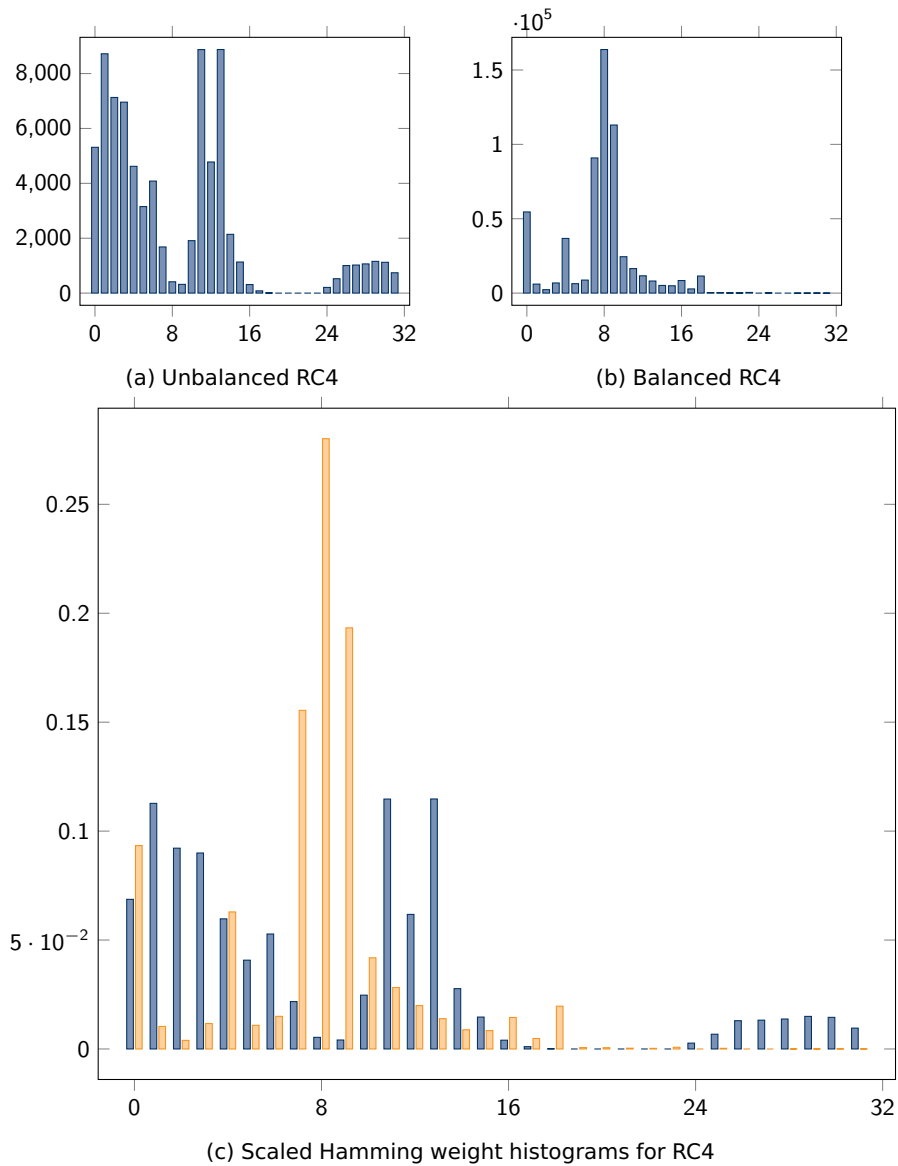 8,000
6,000
4,000
2,000
0
0 8 16 24 32
(a) Unbalanced RC4
·10⁵
1.5
1
0.5
0
0 8 16 24 32
(b) Balanced RC4
0.25
0.2
0.15
0.1
5 · 10⁻²
0
0 8 16 24 32
(c) Scaled Hamming weight histograms for RC4